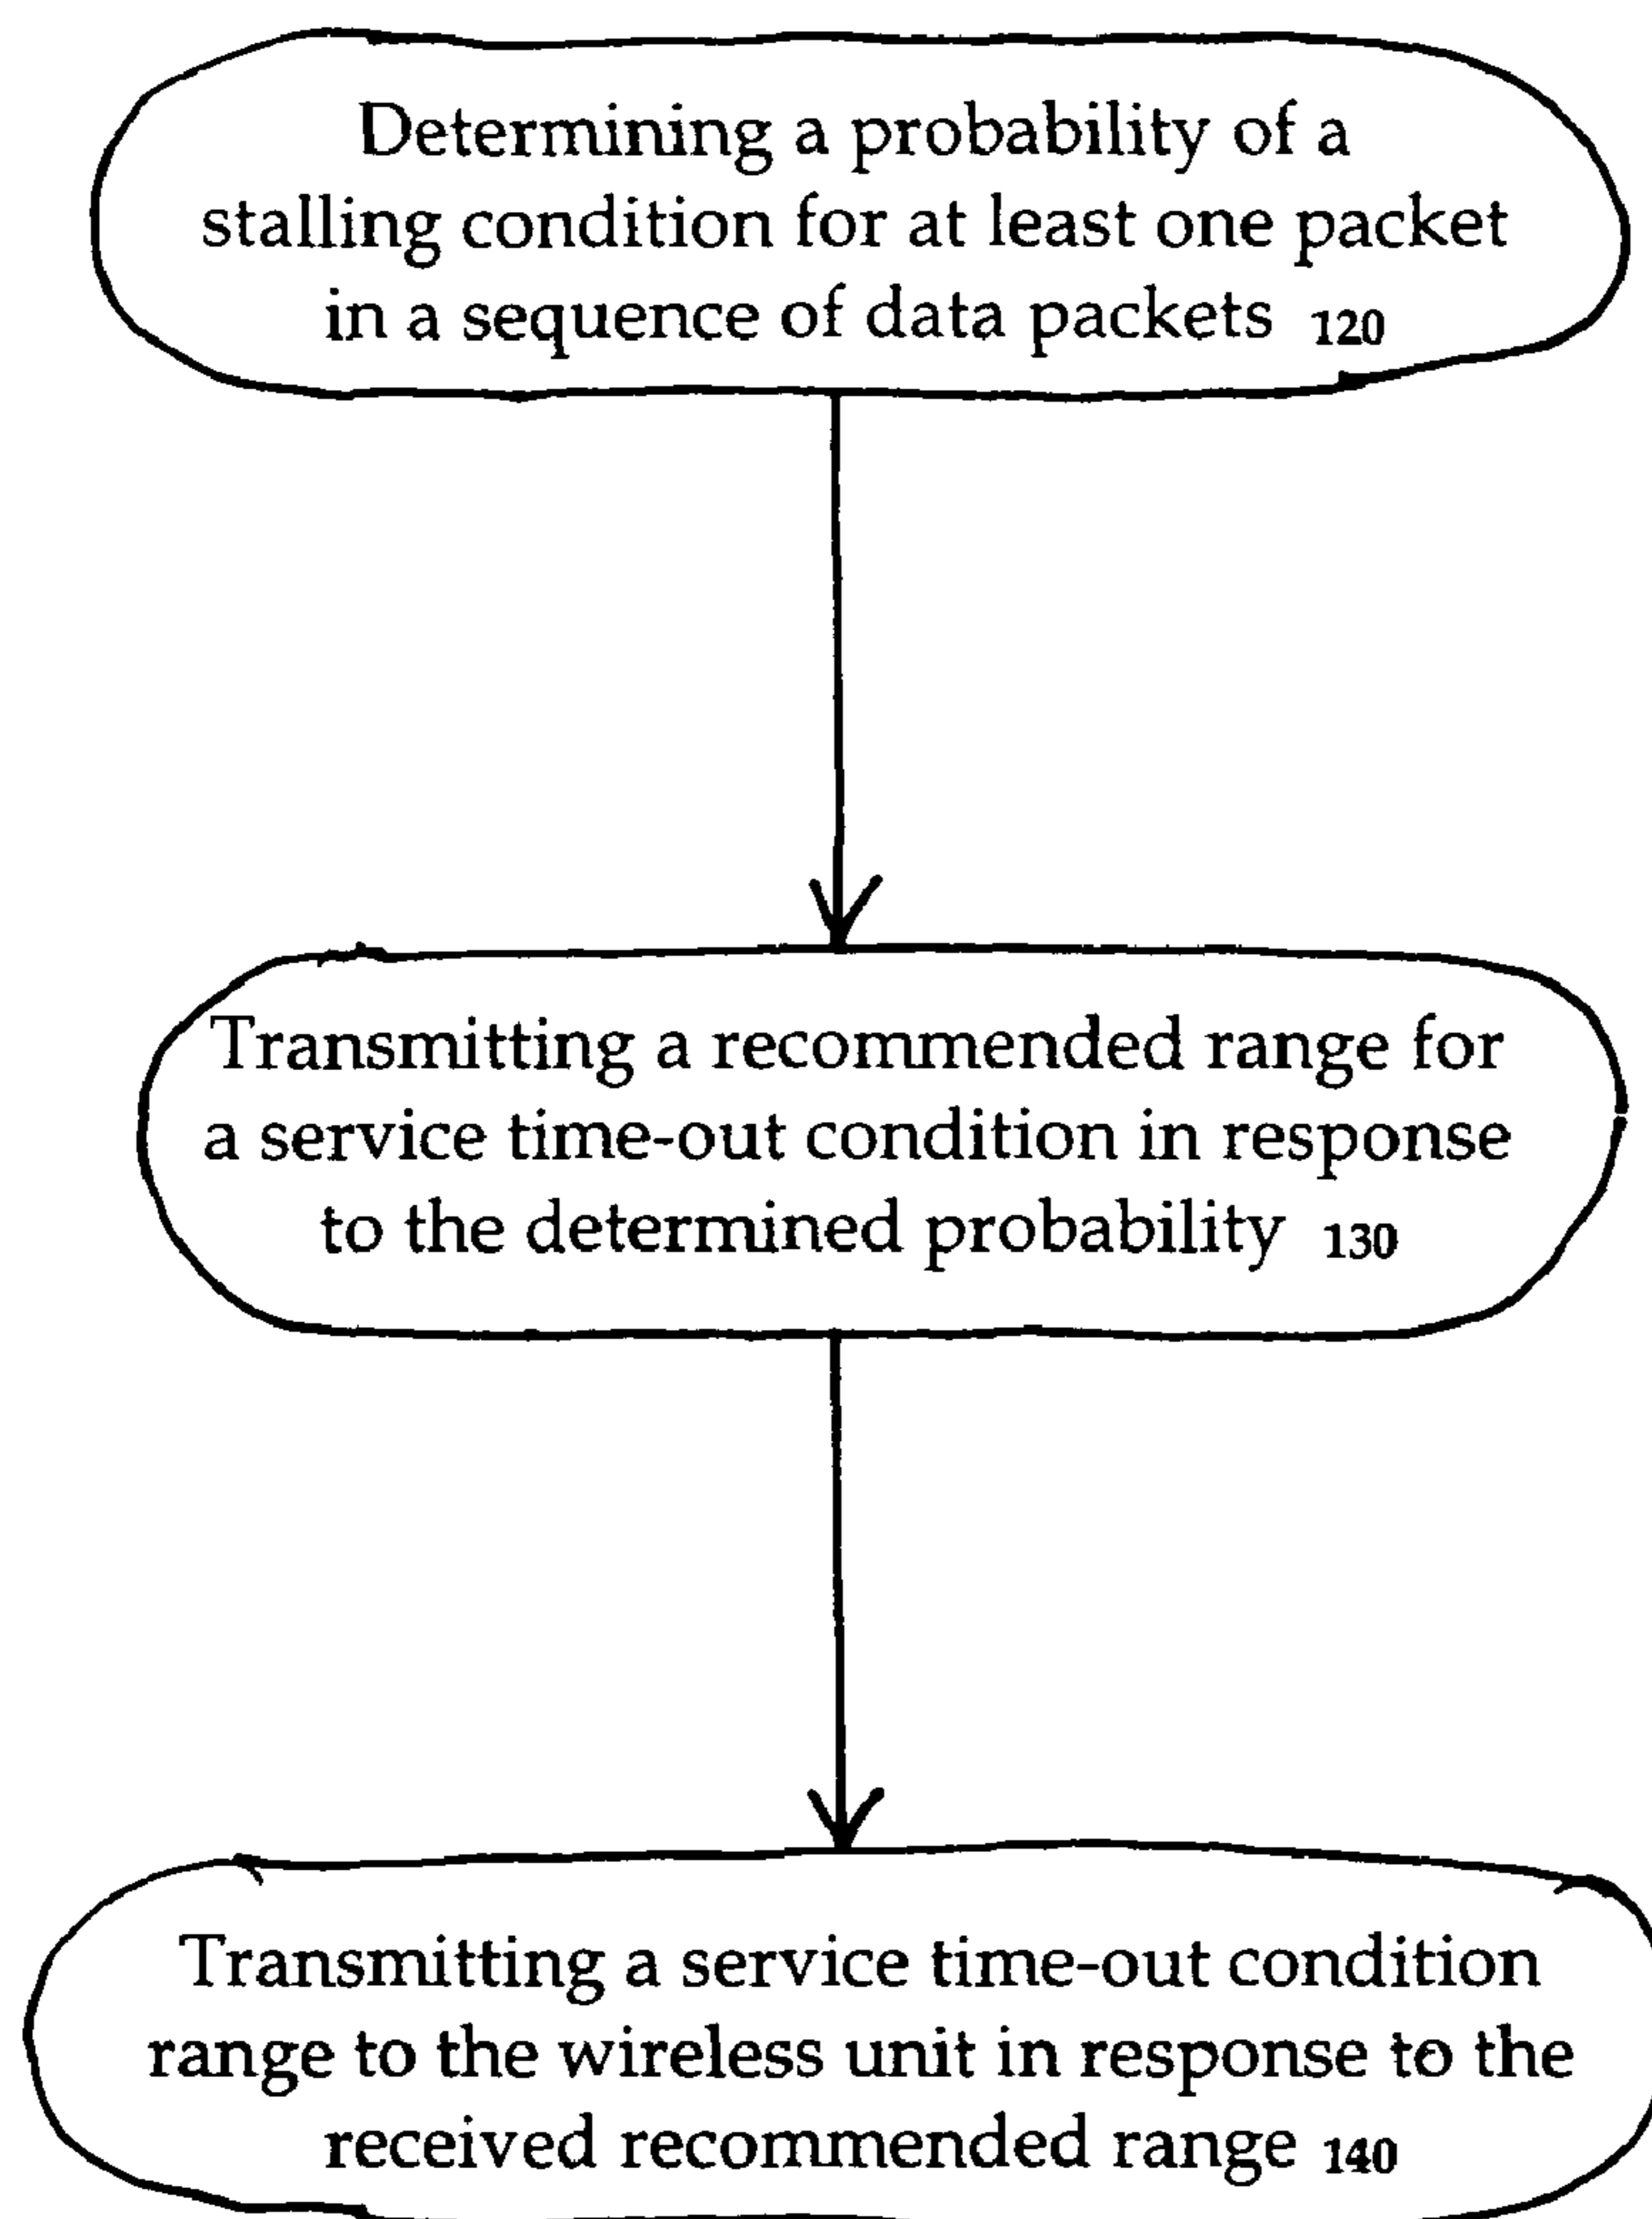 Determining a probability of a
stalling condition for at least one packet
in a sequence of data packets 120
Transmitting a recommended range for
a service time-out condition in response
to the determined probability 130
Transmitting a service time-out condition
range to the wireless unit in response to the
received recommended range 140